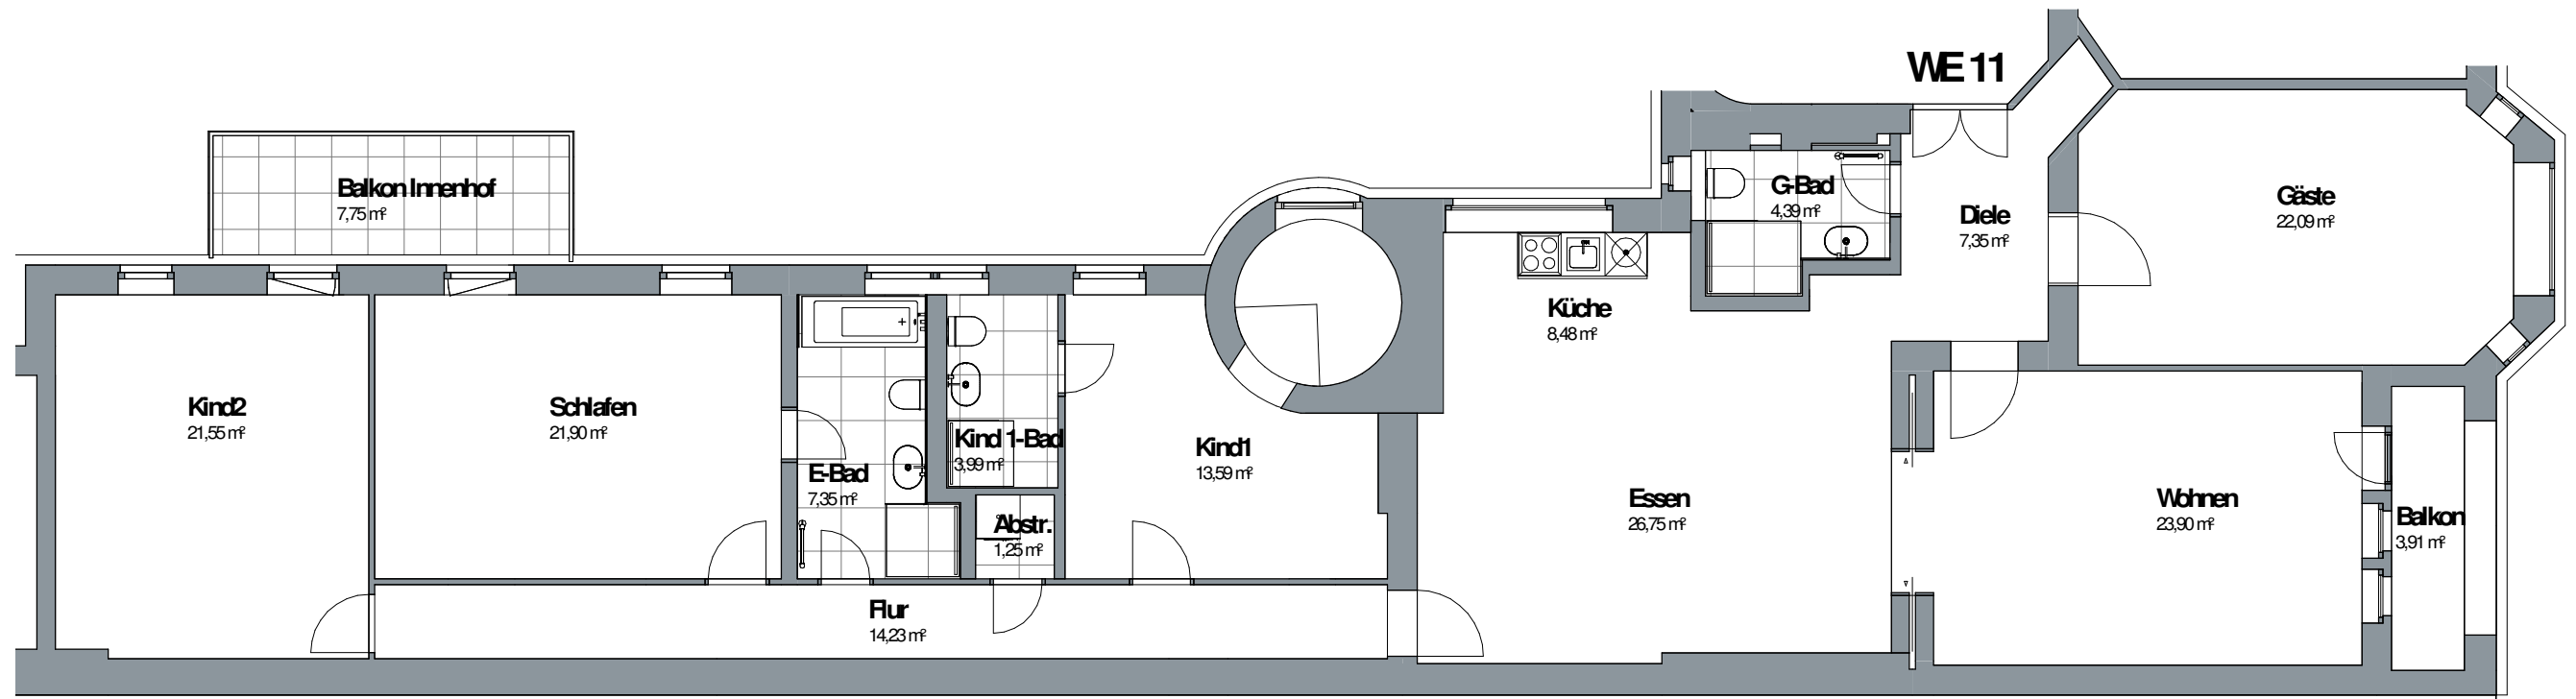 WE 11
Balkon Innenhof
7,75 m²
G-Bad
4,39 m²
Diele
7,35 m²
Gäste
22,09 m²
Küche
8,48 m²
Kind2
21,55 m²
Schlafen
21,90 m²
E-Bad
7,35 m²
Kind 1-Bad
3,99 m²
Kind1
13,59 m²
Abstr.
1,25 m²
Essen
26,75 m²
Wohnen
23,90 m²
Balkon
3,91 m²
Flur
14,23 m²